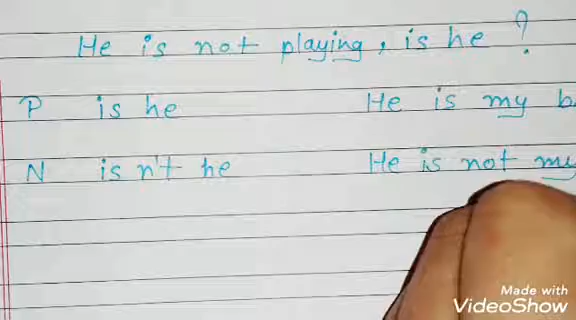 He is not playing, is he ?
P is he He is my
N is n't he He is not my
Made with
VideoShow